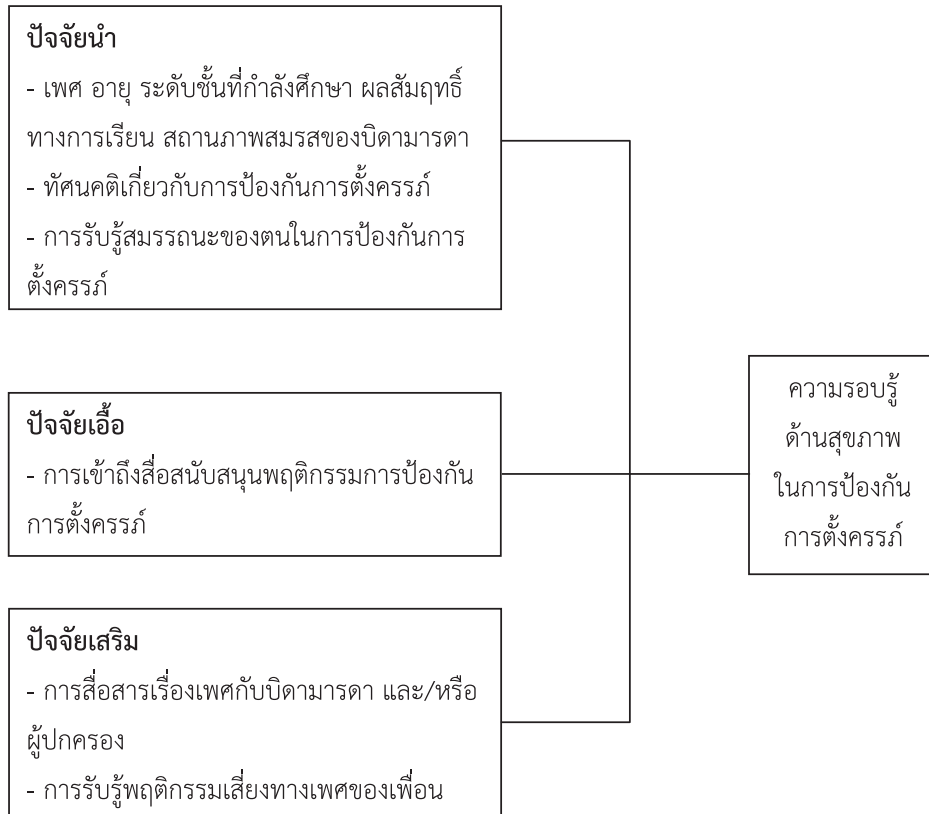 ปัจจัยนำ
- เพศ อายุ ระดับชั้นที่กำลังศึกษา ผลสัมฤทธิ์
ทางการเรียน สถานภาพสมรสของบิดามารดา
- ทัศนคติเกี่ยวกับการป้องกันการตั้งครรภ์
- การรับรู้สมรรถนะของตนในการป้องกันการ
ตั้งครรภ์
ปัจจัยเอื้อ
- การเข้าถึงสื่อสนับสนุนพฤติกรรมการป้องกัน
การตั้งครรภ์
ปัจจัยเสริม
- การสื่อสารเรื่องเพศกับบิดามารดา และ/หรือ
ผู้ปกครอง
- การรับรู้พฤติกรรมเสี่ยงทางเพศของเพื่อน
ความรอบรู้
ด้านสุขภาพ
ในการป้องกัน
การตั้งครรภ์